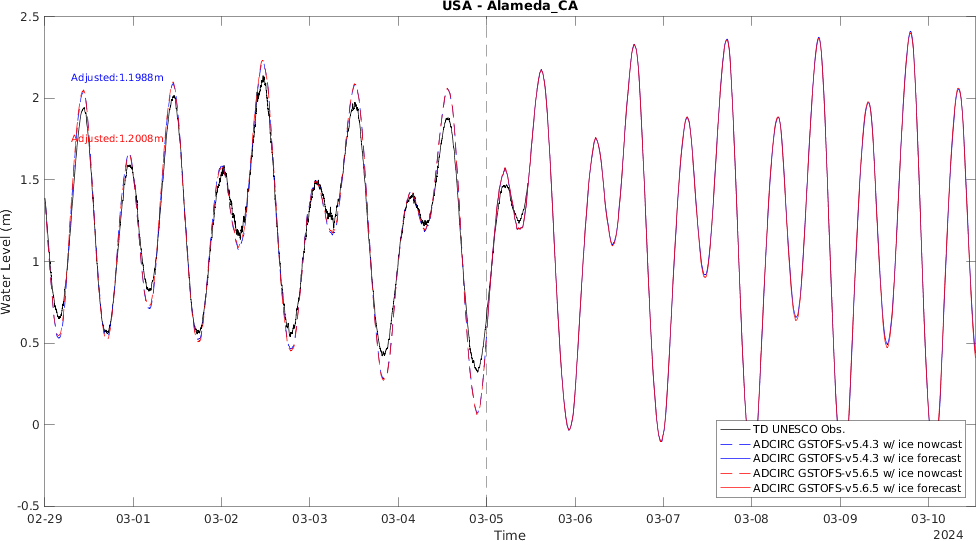 USA - Alameda_CA
2.5
2
1.5
1
0.5
0
-0.5
Water Level (m)
Adjusted:1.1988m
Adjusted:1.2008m
TD UNESCO Obs.
ADCIRC GSTOFS-v5.4.3 w/ ice nowcast
ADCIRC GSTOFS-v5.4.3 w/ ice forecast
ADCIRC GSTOFS-v5.6.5 w/ ice nowcast
ADCIRC GSTOFS-v5.6.5 w/ ice forecast
02-29 03-01 03-02 03-03 03-04 03-05 03-06 03-07 03-08 03-09 03-10
Time
2024